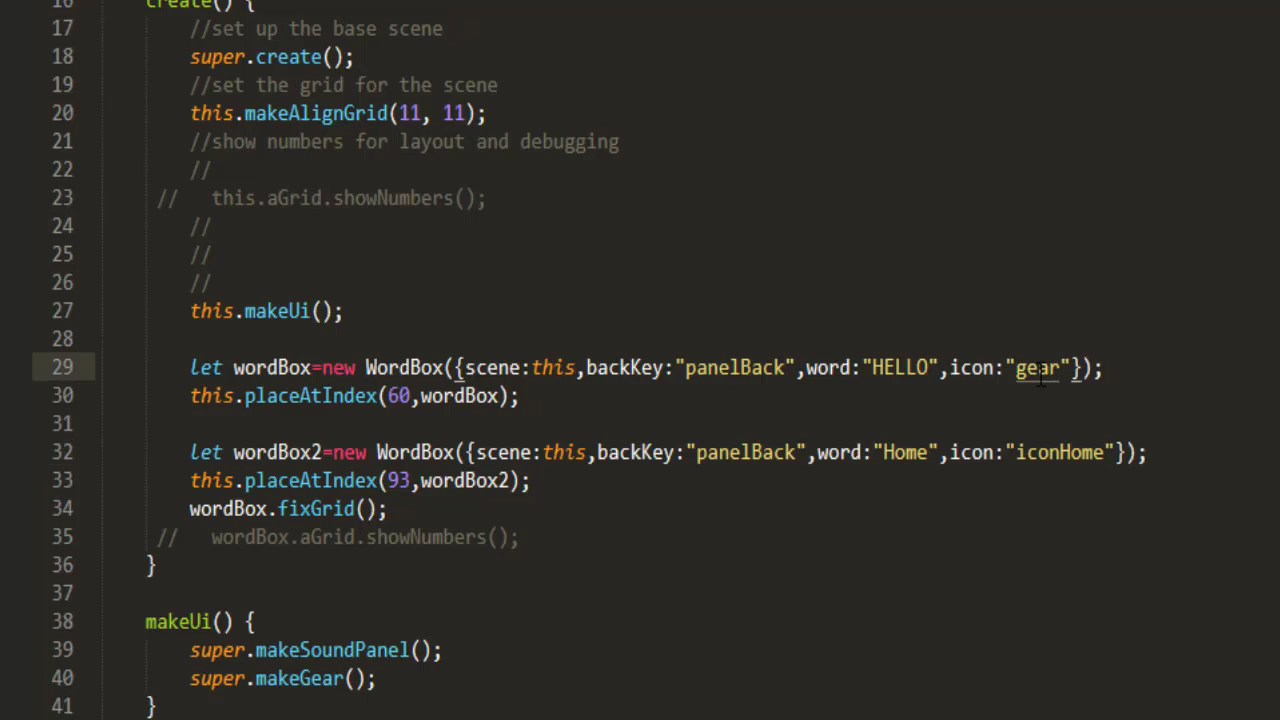 16 create() {
17 //set up the base scene
18 super.create();
19 //set the grid for the scene
20 this.makeAlignGrid(11, 11);
21 //show numbers for layout and debugging
22 //
23 // this.aGrid.showNumbers();
24 //
25 //
26 //
27 this.makeUi();
28
29 let wordBox=new WordBox({scene:this,backKey:"panelBack",word:"HELLO",icon:"gear"});
30 this.placeAtIndex(60,wordBox);
31
32 let wordBox2=new WordBox({scene:this,backKey:"panelBack",word:"Home",icon:"iconHome"});
33 this.placeAtIndex(93,wordBox2);
34 wordBox.fixGrid();
35 // wordBox.aGrid.showNumbers();
36 }
37
38 makeUi() {
39 super.makeSoundPanel();
40 super.makeGear();
41 }